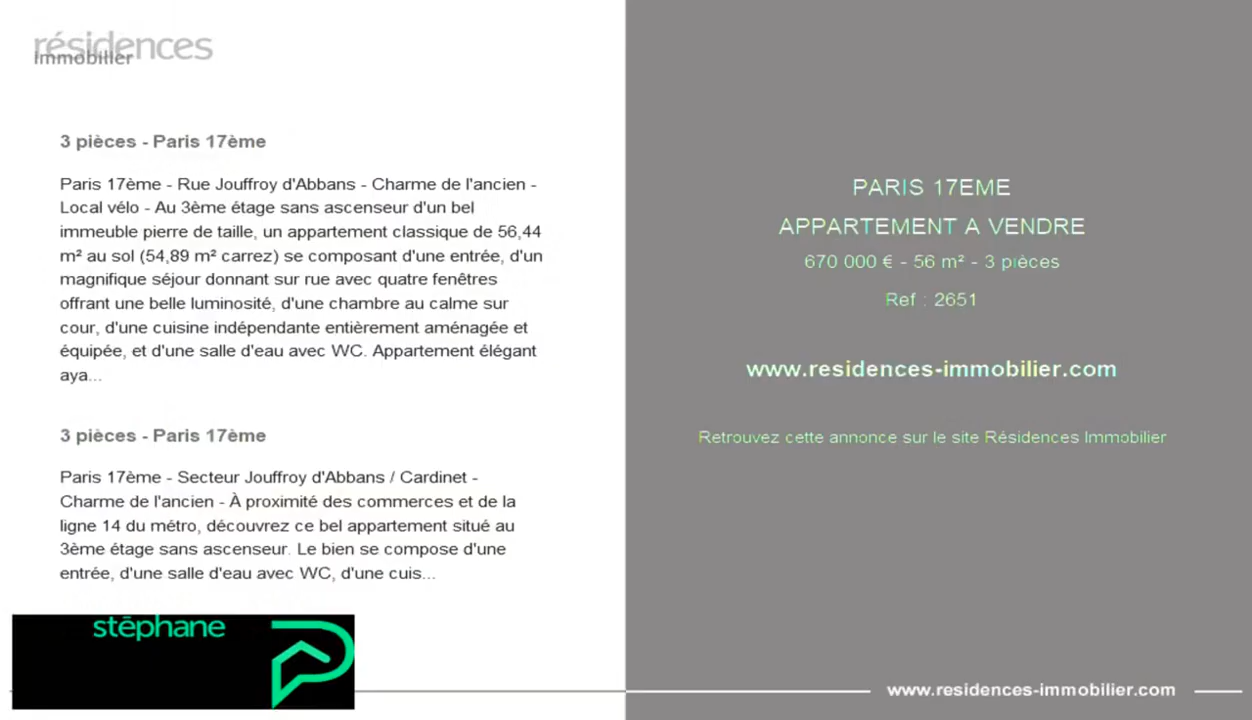 résidences
immobilier
3 pièces - Paris 17ème
Paris 17ème - Rue Jouffroy d'Abbans - Charme de l'ancien -
Local vélo - Au 3ème étage sans ascenseur d'un bel
immeuble pierre de taille, un appartement classique de 56,44
m² au sol (54,89 m² carrez) se composant d'une entrée, d'un
magnifique séjour donnant sur rue avec quatre fenêtres
offrant une belle luminosité, d'une chambre au calme sur
cour, d'une cuisine indépendante entièrement aménagée et
équipée, et d'une salle d'eau avec WC. Appartement élégant
aya...
3 pièces - Paris 17ème
Paris 17ème - Secteur Jouffroy d'Abbans / Cardinet -
Charme de l'ancien - À proximité des commerces et de la
ligne 14 du métro, découvrez ce bel appartement situé au
3ème étage sans ascenseur. Le bien se compose d'une
entrée, d'une salle d'eau avec WC, d'une cuis...
stéphane
PARIS 17EME
APPARTEMENT A VENDRE
670 000 € - 56 m² - 3 pièces
Ref : 2651
www.residences-immobilier.com
Retrouvez cette annonce sur le site Résidences Immobilier
www.residences-immobilier.com